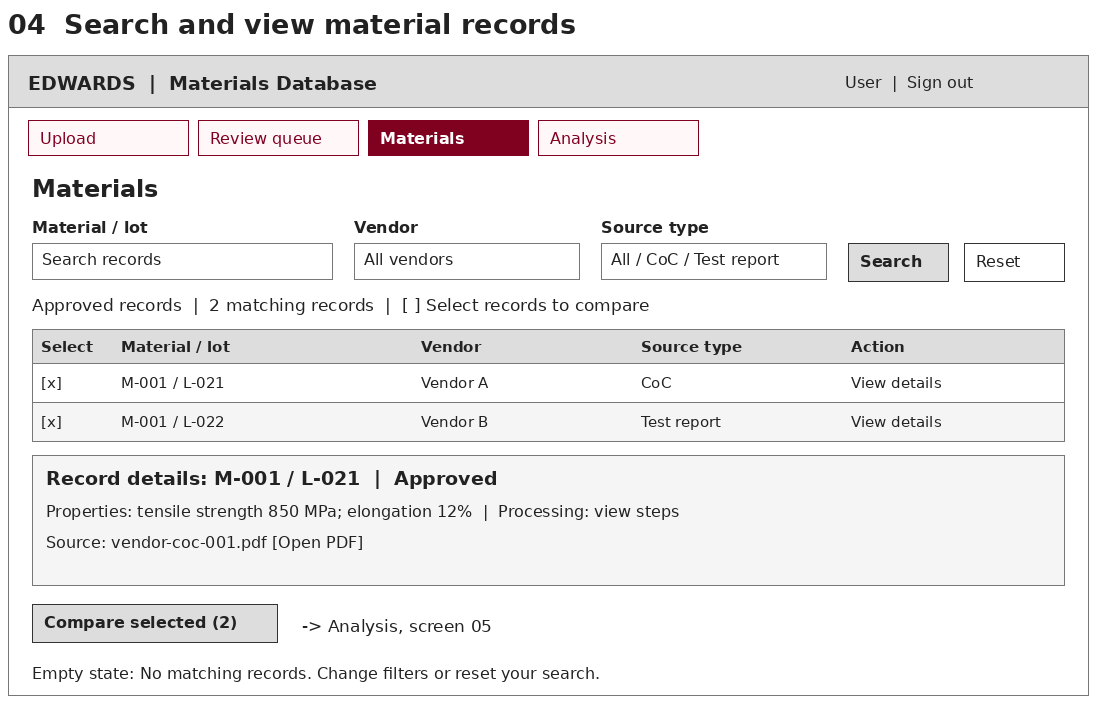 04  Search and view material records
EDWARDS  |  Materials Database
User  |  Sign out
Upload
Review queue
Materials
Analysis
Materials
Material / lot
Vendor
Source type
Search records
All vendors
All / CoC / Test report
Search
Reset
Approved records  |  2 matching records  |  [ ] Select records to compare
Select  Material / lot  Vendor  Source type  Action
[x]  M-001 / L-021  Vendor A  CoC  View details
[x]  M-001 / L-022  Vendor B  Test report  View details
Record details: M-001 / L-021  |  Approved
Properties: tensile strength 850 MPa; elongation 12%  |  Processing: view steps
Source: vendor-coc-001.pdf [Open PDF]
Compare selected (2)
-> Analysis, screen 05
Empty state: No matching records. Change filters or reset your search.